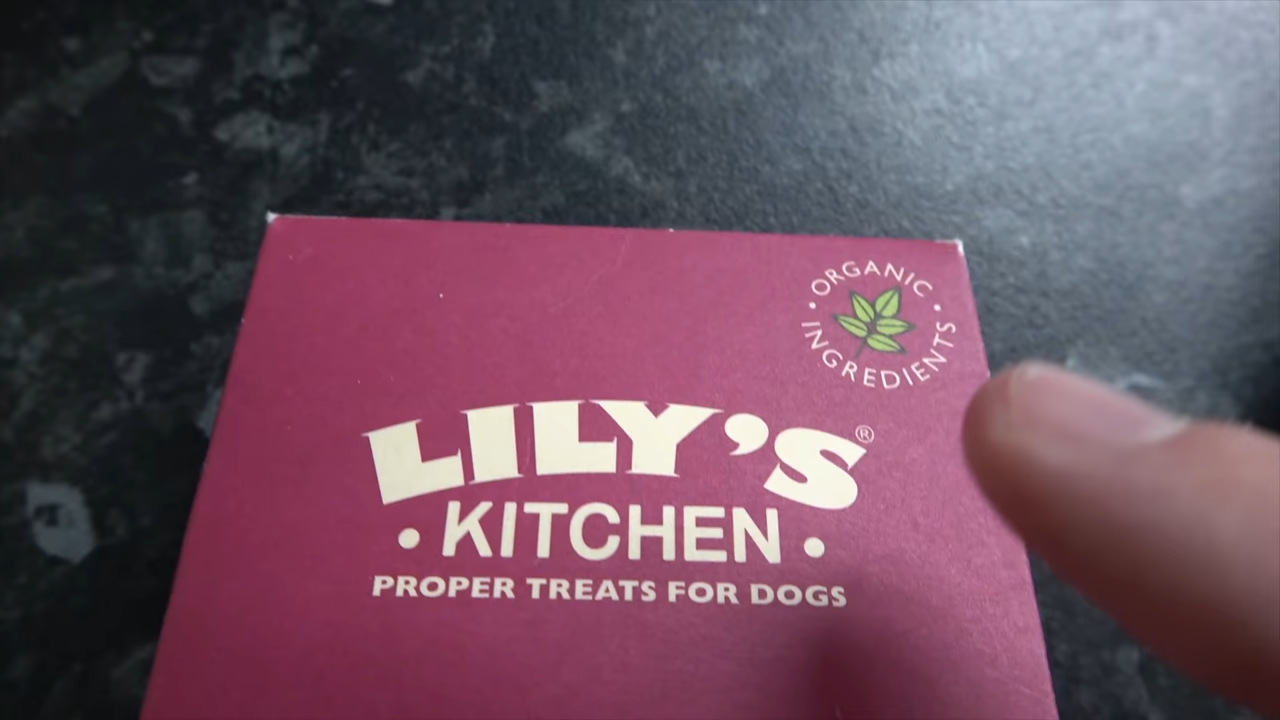 · ORGANIC ·
INGREDIENTS
LILY'S®
· KITCHEN ·
PROPER TREATS FOR DOGS